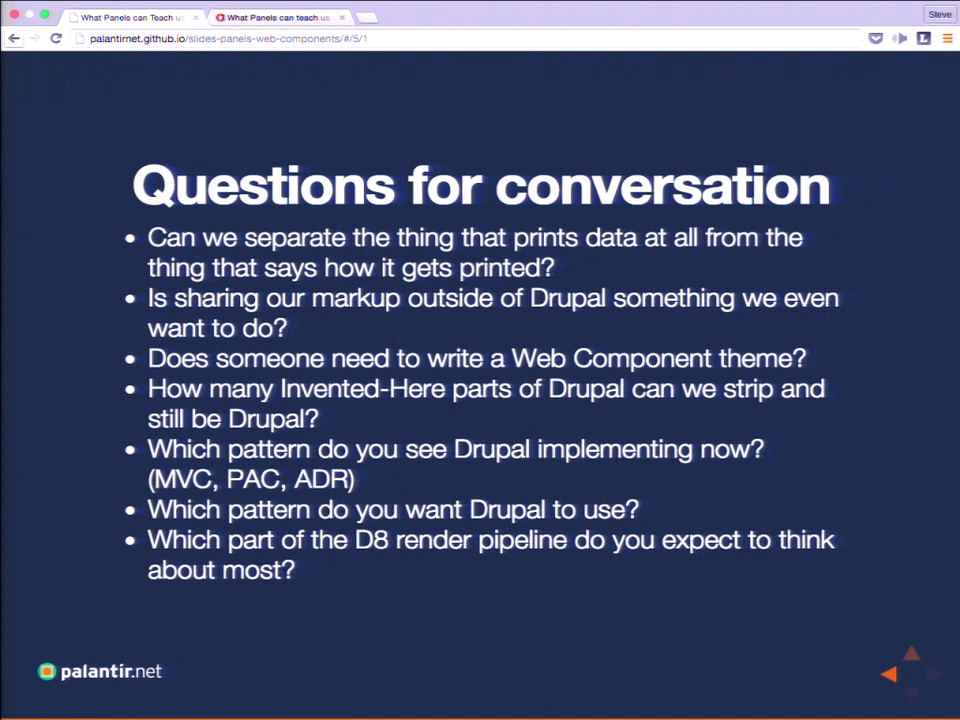 What Panels can Teach us
What Panels can teach us
Steve
palantirnet.github.io/slides-panels-web-components/#/5/1
L
Questions for conversation
• Can we separate the thing that prints data at all from the
thing that says how it gets printed?
• Is sharing our markup outside of Drupal something we even
want to do?
• Does someone need to write a Web Component theme?
• How many Invented-Here parts of Drupal can we strip and
still be Drupal?
• Which pattern do you see Drupal implementing now?
(MVC, PAC, ADR)
• Which pattern do you want Drupal to use?
• Which part of the D8 render pipeline do you expect to think
about most?
palantir.net